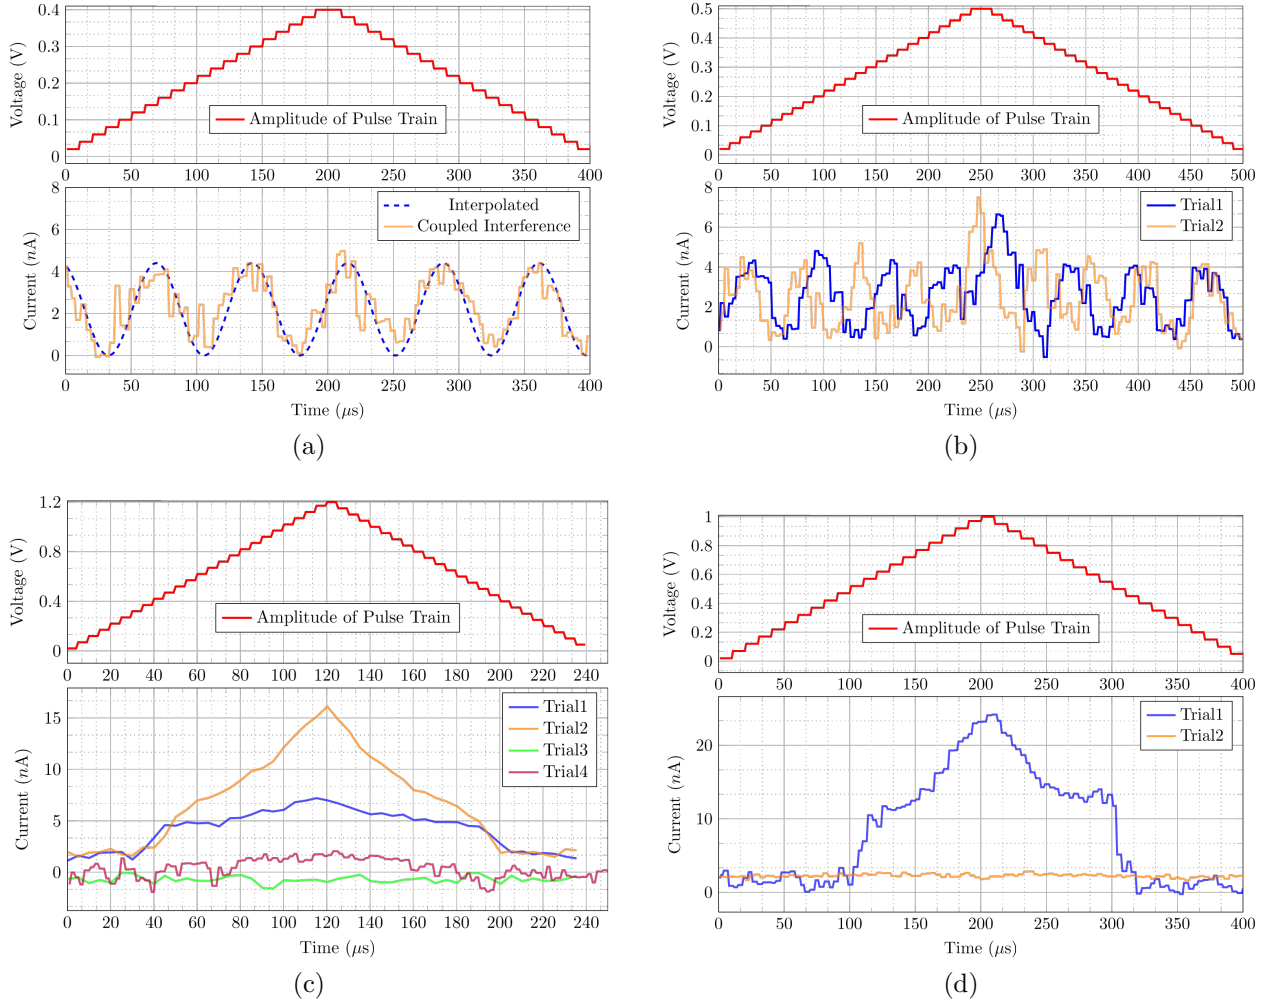 0.4
0.3
0.2
0.1
0
Voltage (V)
Amplitude of Pulse Train
0 50 100 150 200 250 300 350 400
6
4
2
0
8
Current (nA)
Interpolated
Coupled Interference
0 50 100 150 200 250 300 350 400
Time (μs)
(a)
0.5
0.4
0.3
0.2
0.1
0
Voltage (V)
Amplitude of Pulse Train
0 50 100 150 200 250 300 350 400 450 500
8
6
4
2
0
Current (nA)
Trial1
Trial2
0 50 100 150 200 250 300 350 400 450 500
Time (μs)
(b)
1.2
0.8
0.4
0
Voltage (V)
Amplitude of Pulse Train
0 20 40 60 80 100 120 140 160 180 200 220 240
15
10
5
0
Current (nA)
Trial1
Trial2
Trial3
Trial4
0 20 40 60 80 100 120 140 160 180 200 220 240
Time (μs)
(c)
1
0.8
0.6
0.4
0.2
0
Voltage (V)
Amplitude of Pulse Train
0 50 100 150 200 250 300 350 400
20
10
0
Current (nA)
Trial1
Trial2
0 50 100 150 200 250 300 350 400
Time (μs)
(d)